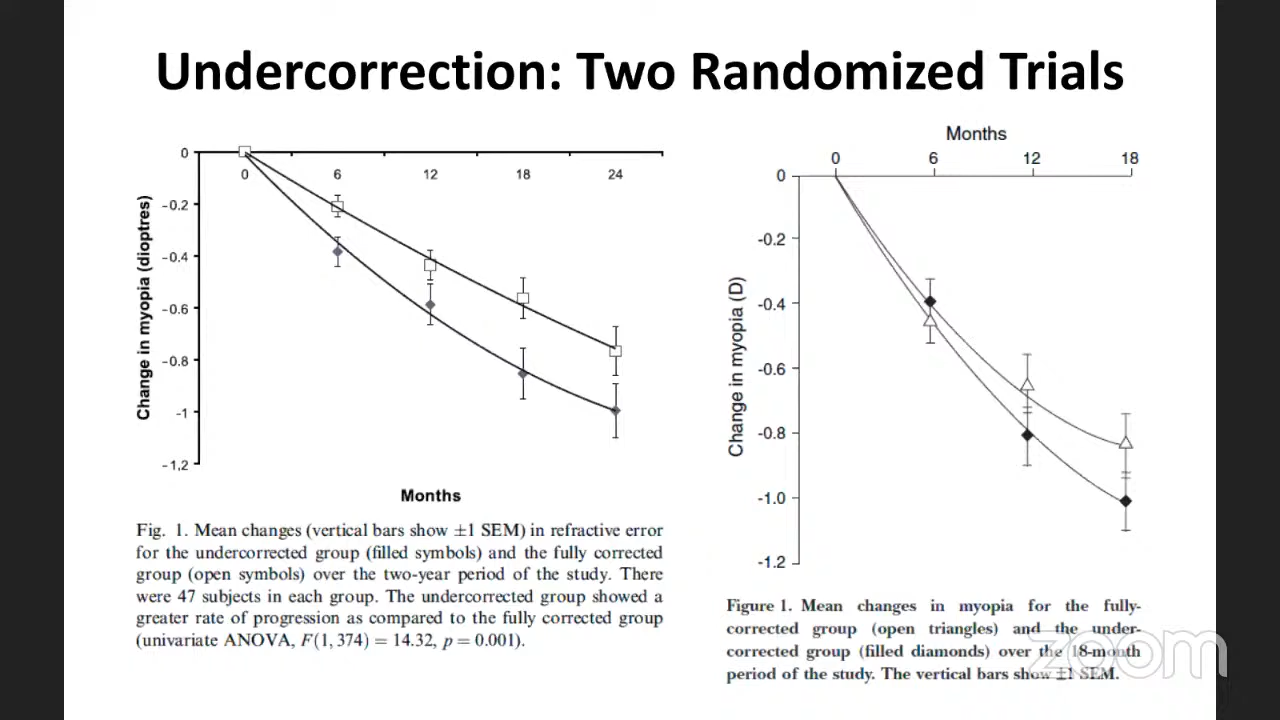 Undercorrection: Two Randomized Trials
0
0
6
12
18
24
-0.2
-0.4
-0.6
-0.8
-1
-1.2
Change in myopia (dioptres)
Months
Fig. 1. Mean changes (vertical bars show ±1 SEM) in refractive error
for the undercorrected group (filled symbols) and the fully corrected
group (open symbols) over the two-year period of the study. There
were 47 subjects in each group. The undercorrected group showed a
greater rate of progression as compared to the fully corrected group
(univariate ANOVA, F(1, 374) = 14.32, p = 0.001).
Months
0
6
12
18
0
-0.2
-0.4
-0.6
-0.8
-1.0
-1.2
Change in myopia (D)
Figure 1. Mean changes in myopia for the fully-
corrected group (open triangles) and the under-
corrected group (filled diamonds) over the 18-month
period of the study. The vertical bars show ±1 SEM.
zoom